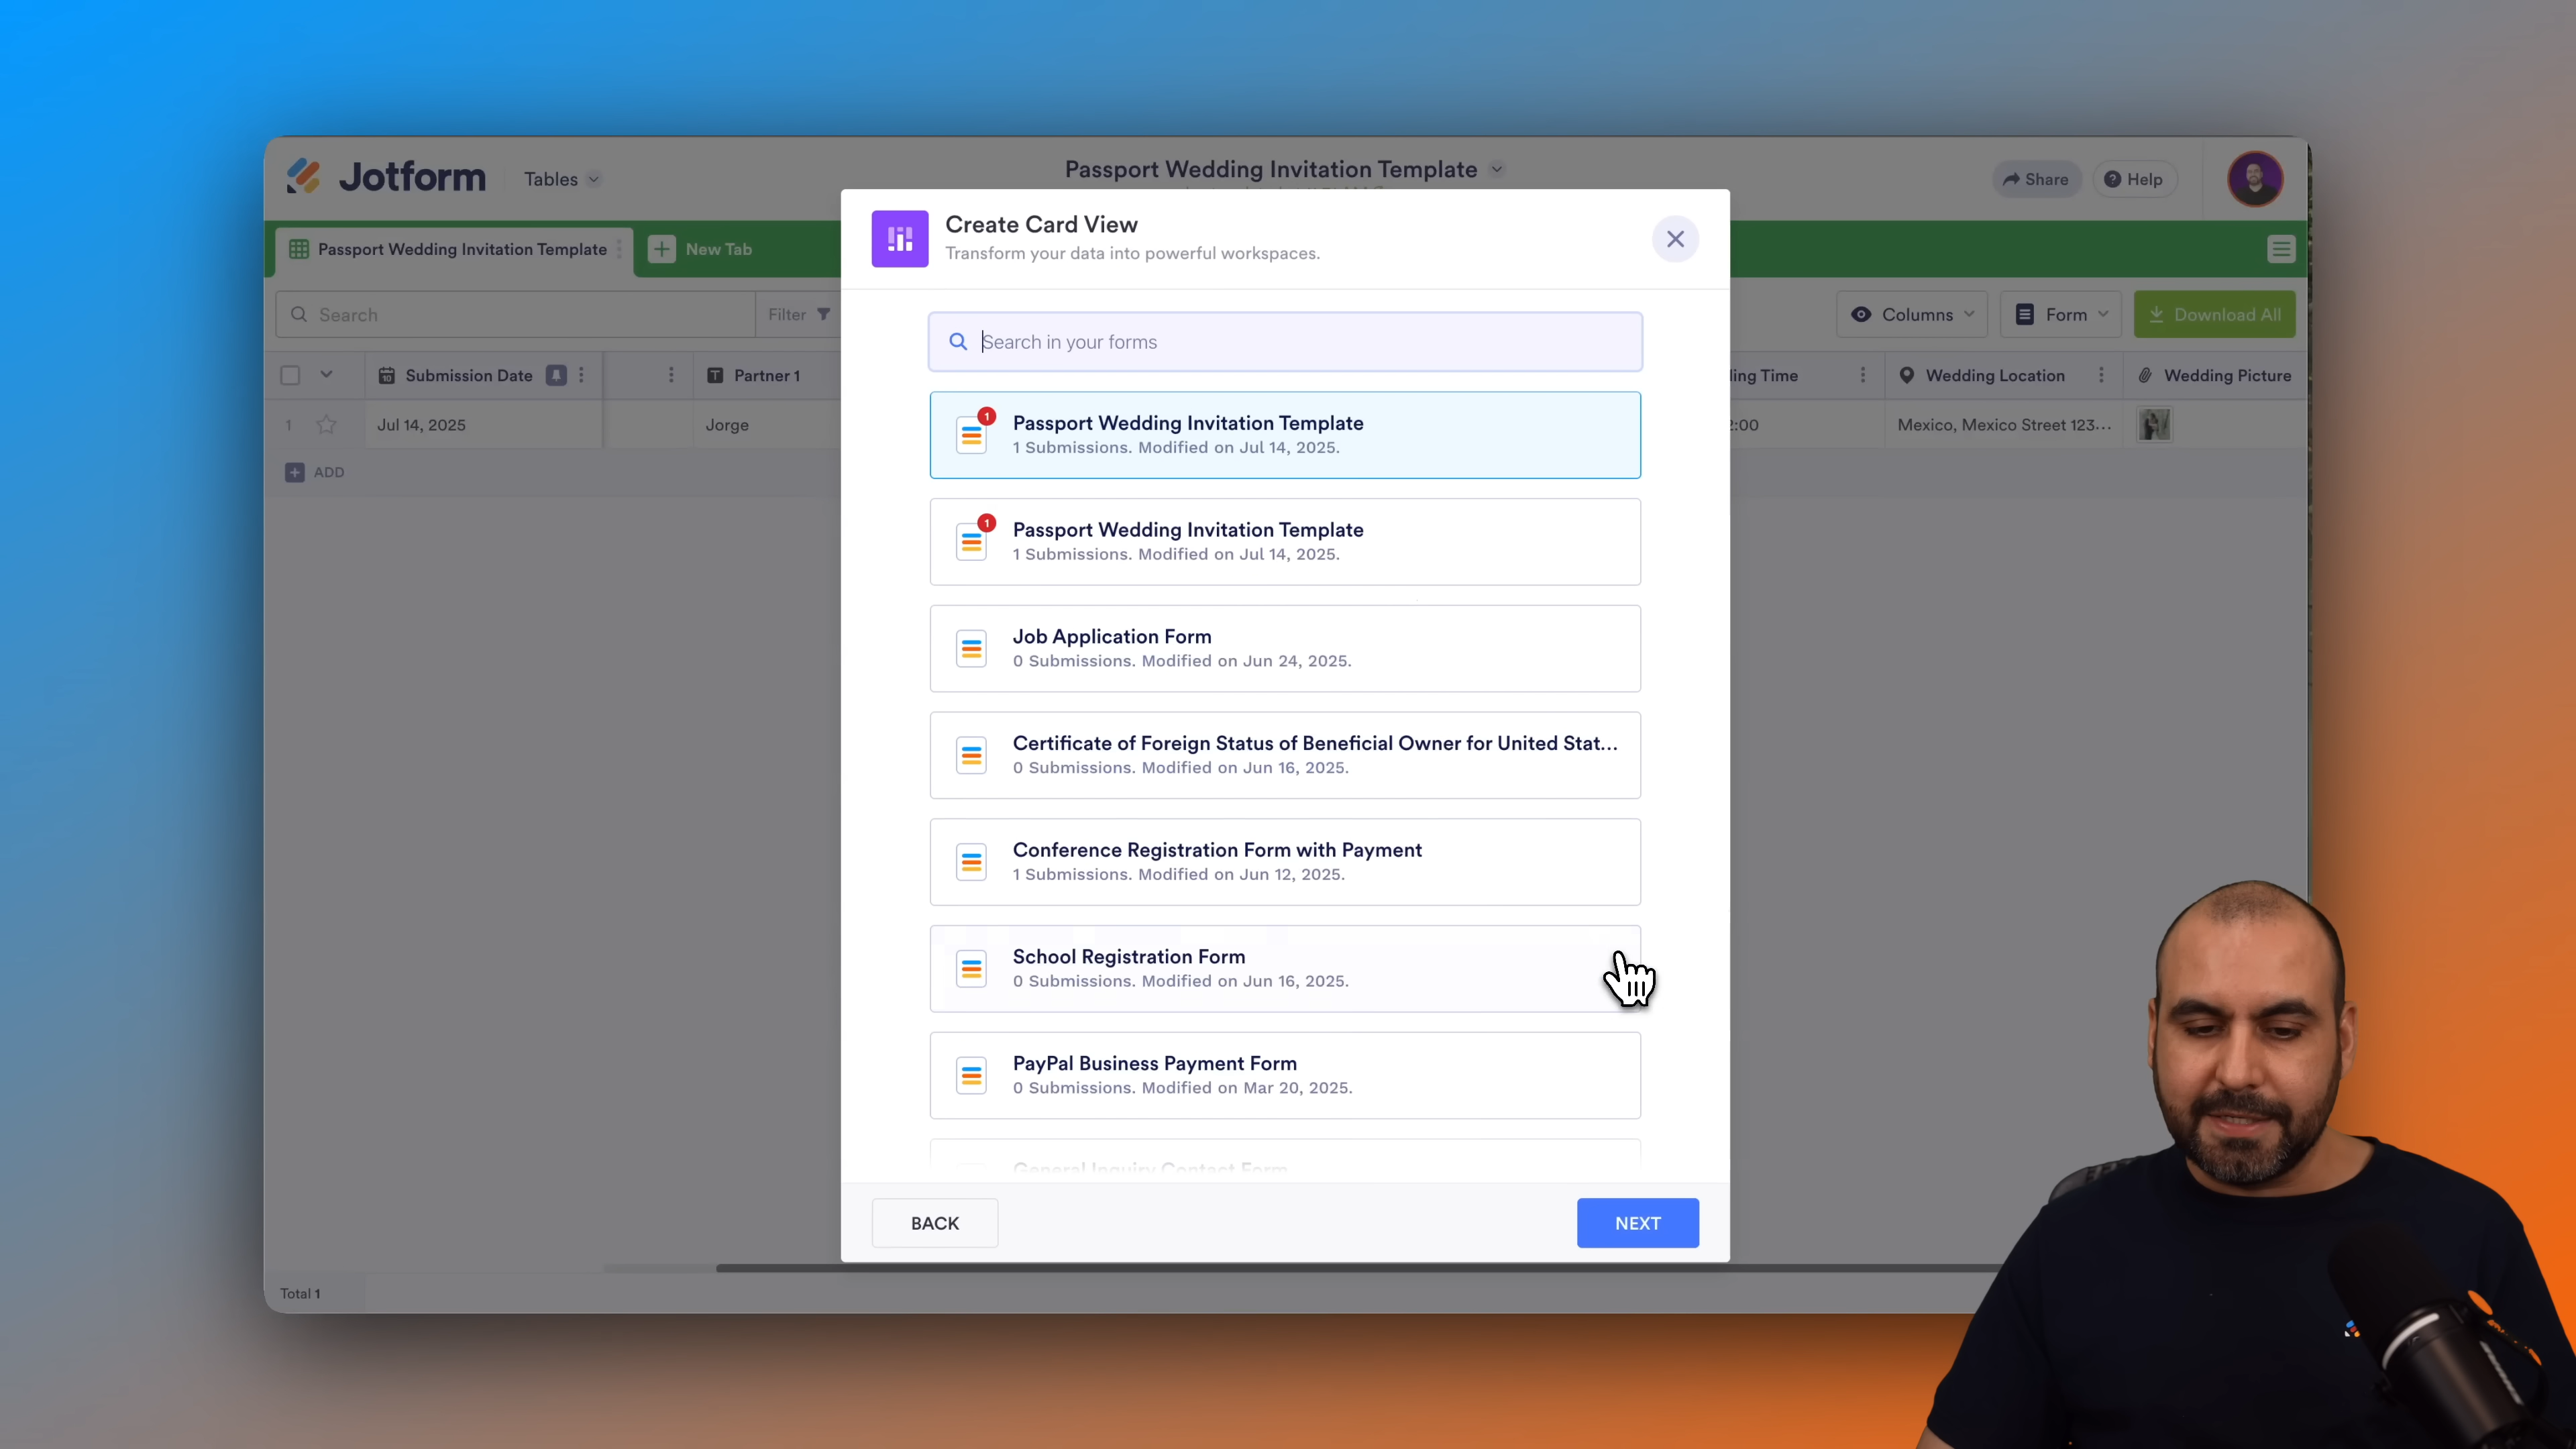 Jotform
Tables
Passport Wedding Invitation Template
Share
Help
Passport Wedding Invitation Template
New Tab
Create Card View
Transform your data into powerful workspaces.
Search
Filter
Columns
Form
Download All
Search in your forms
10 Submission Date
T Partner 1
Wedding Location
Wedding Picture
1
Jul 14, 2025
Jorge
Mexico, Mexico Street 123...
ADD
1
Passport Wedding Invitation Template
1 Submissions. Modified on Jul 14, 2025.
1
Passport Wedding Invitation Template
1 Submissions. Modified on Jul 14, 2025.
Job Application Form
0 Submissions. Modified on Jun 24, 2025.
Certificate of Foreign Status of Beneficial Owner for United Stat...
0 Submissions. Modified on Jun 16, 2025.
Conference Registration Form with Payment
1 Submissions. Modified on Jun 12, 2025.
School Registration Form
0 Submissions. Modified on Jun 16, 2025.
PayPal Business Payment Form
0 Submissions. Modified on Mar 20, 2025.
General Inquiry Contact Form
BACK
NEXT
Total 1